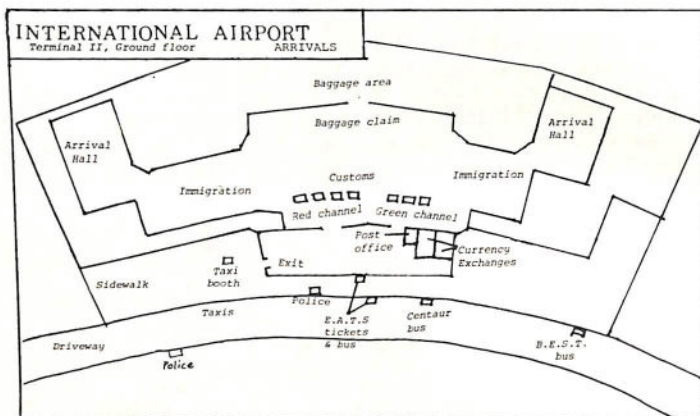 INTERNATIONAL AIRPORT
Terminal II, Ground floor ARRIVALS
Baggage area
Baggage claim
Arrival
Hall
Arrival
Hall
Customs
Immigration
Immigration
Red channel
Green channel
Post
office
Currency
Exchanges
Exit
Taxi
booth
Sidewalk
Police
Taxis
E.A.T.S
tickets
& bus
Centaur
bus
B.E.S.T.
bus
Driveway
Police